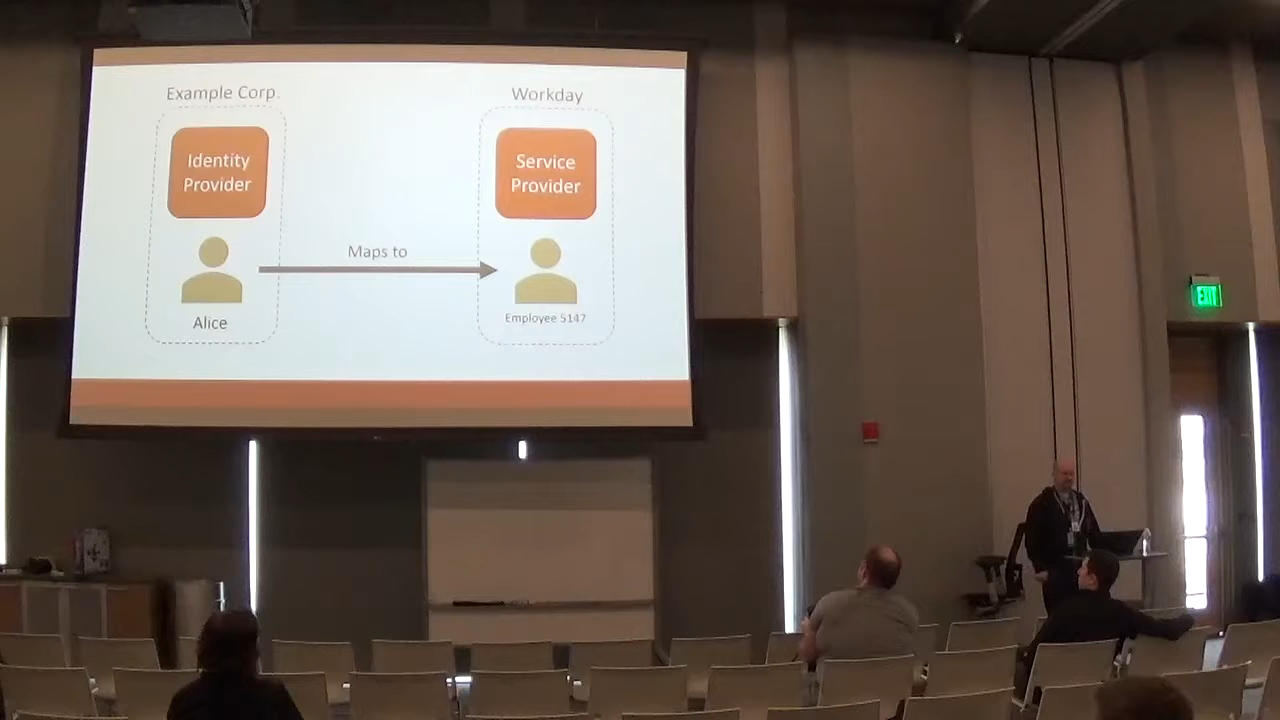 Example Corp.
Workday
Identity
Provider
Service
Provider
Maps to
Alice
Employee 5147
EXIT